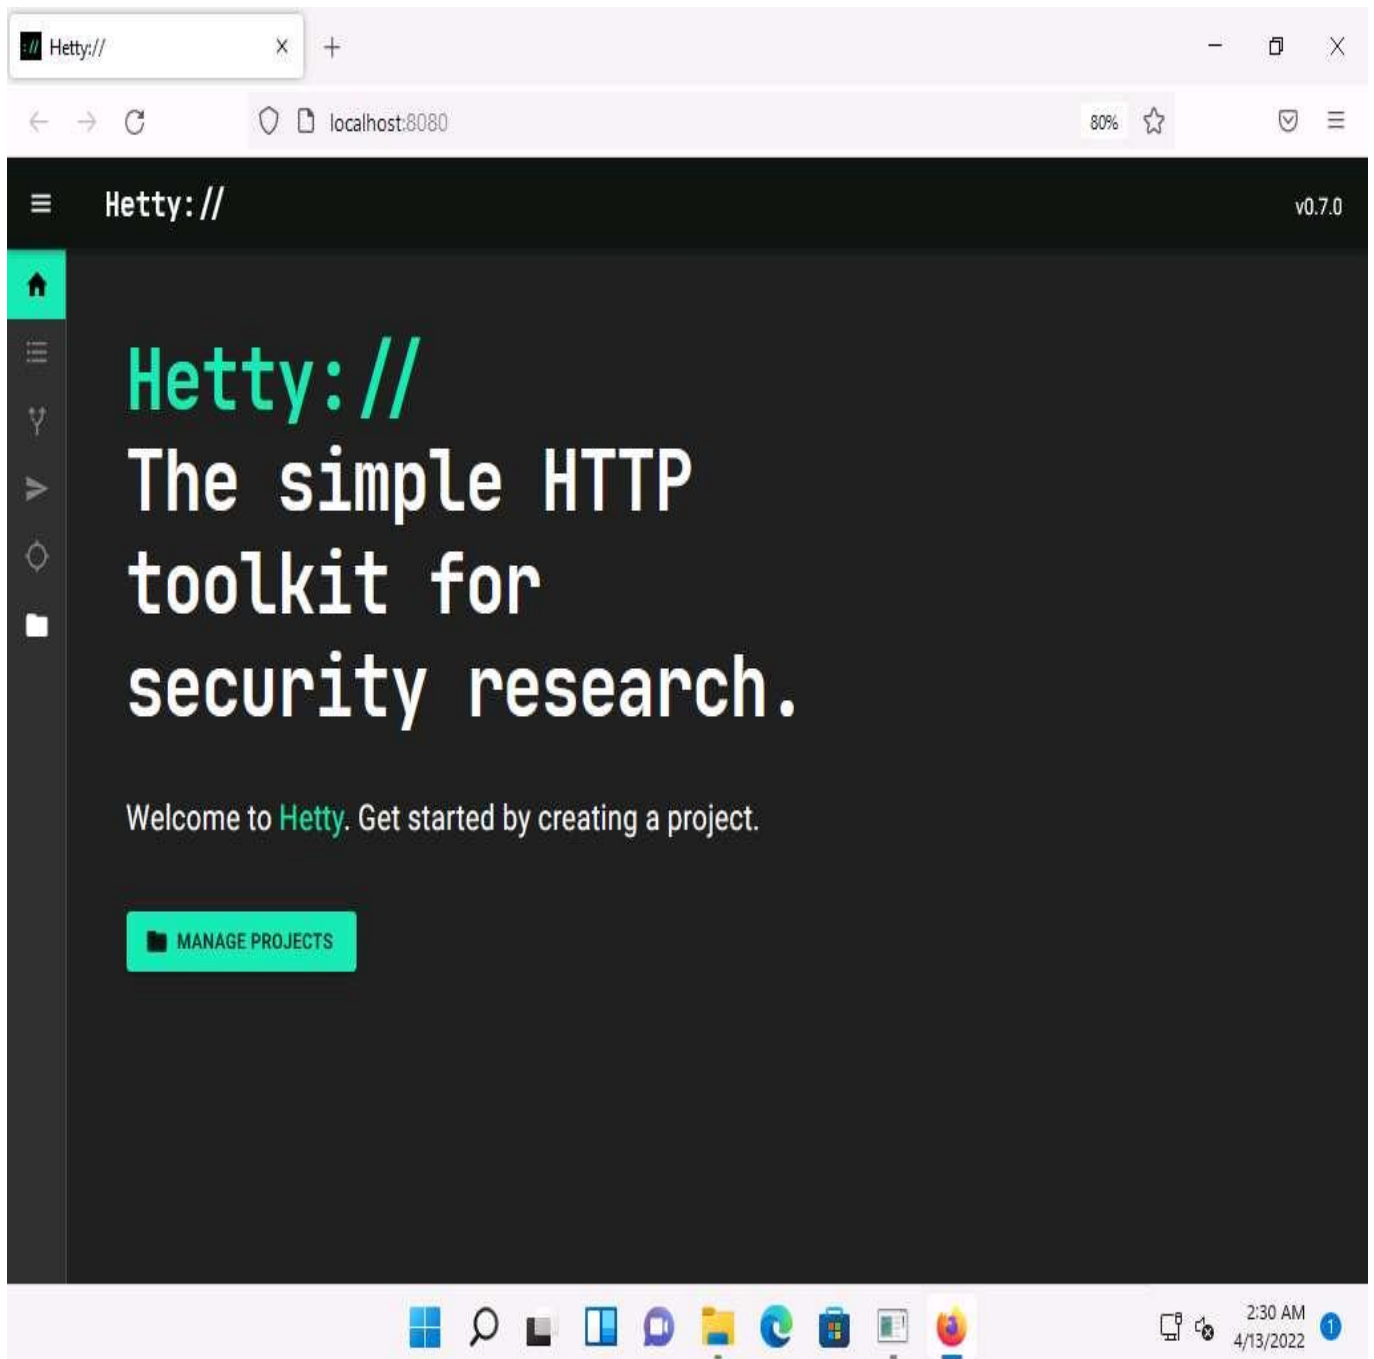 Hetty://
localhost:8080
80%
Hetty://
v0.7.0
Hetty://
The simple HTTP
toolkit for
security research.
Welcome to Hetty. Get started by creating a project.
MANAGE PROJECTS
2:30 AM
4/13/2022
1